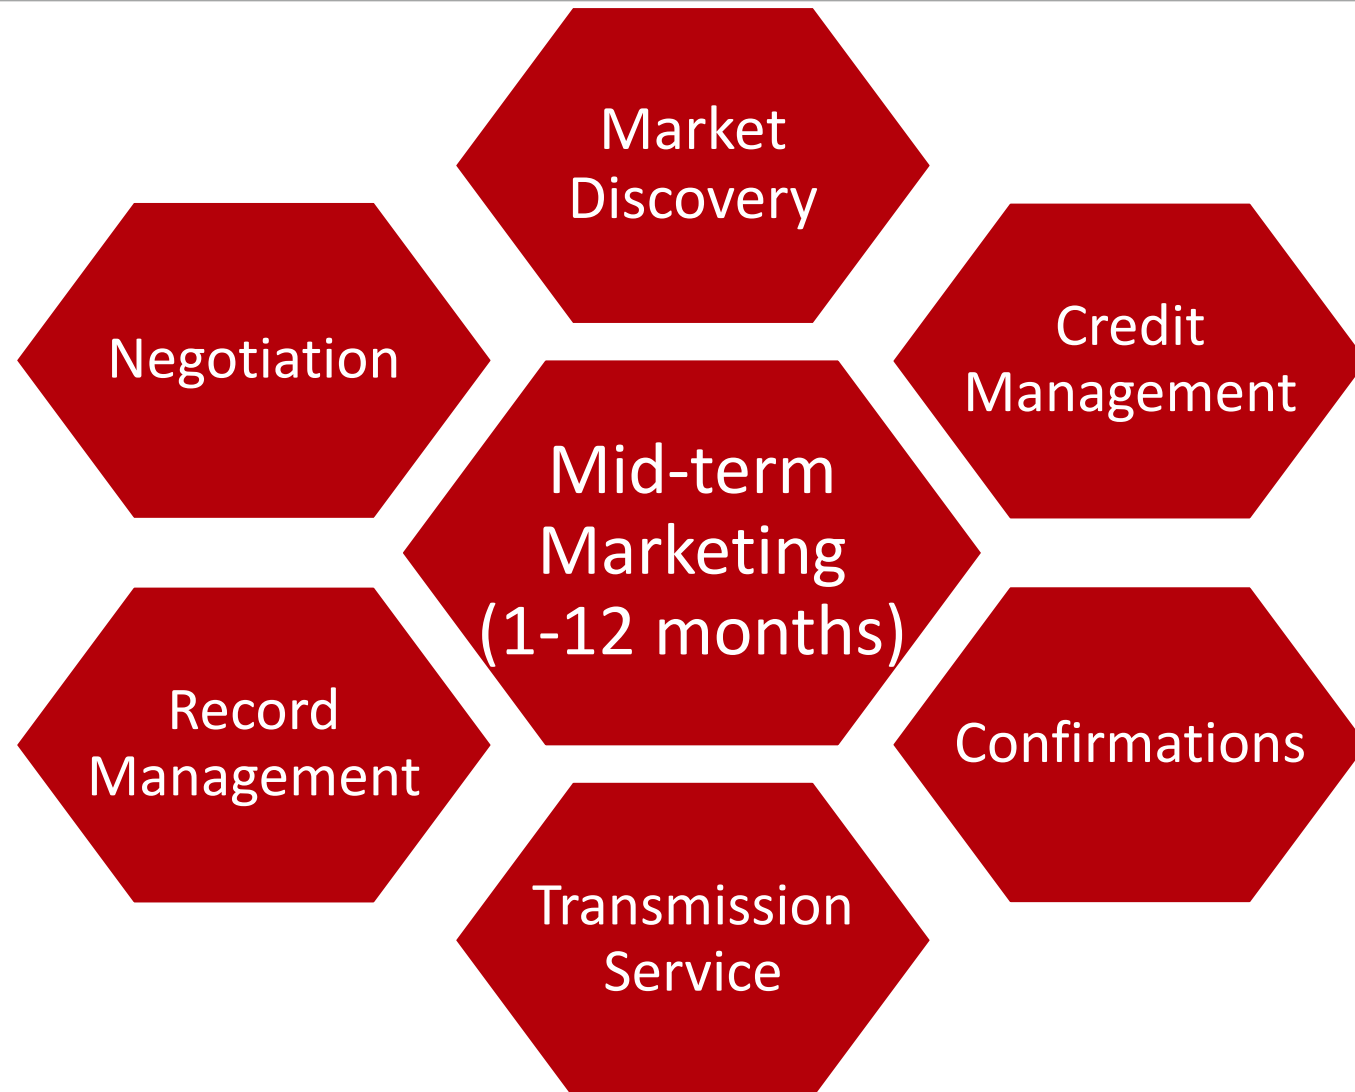 Market
Discovery
Negotiation
Credit
Management
Mid-term
Marketing
(1-12 months)
Record
Management
Confirmations
Transmission
Service